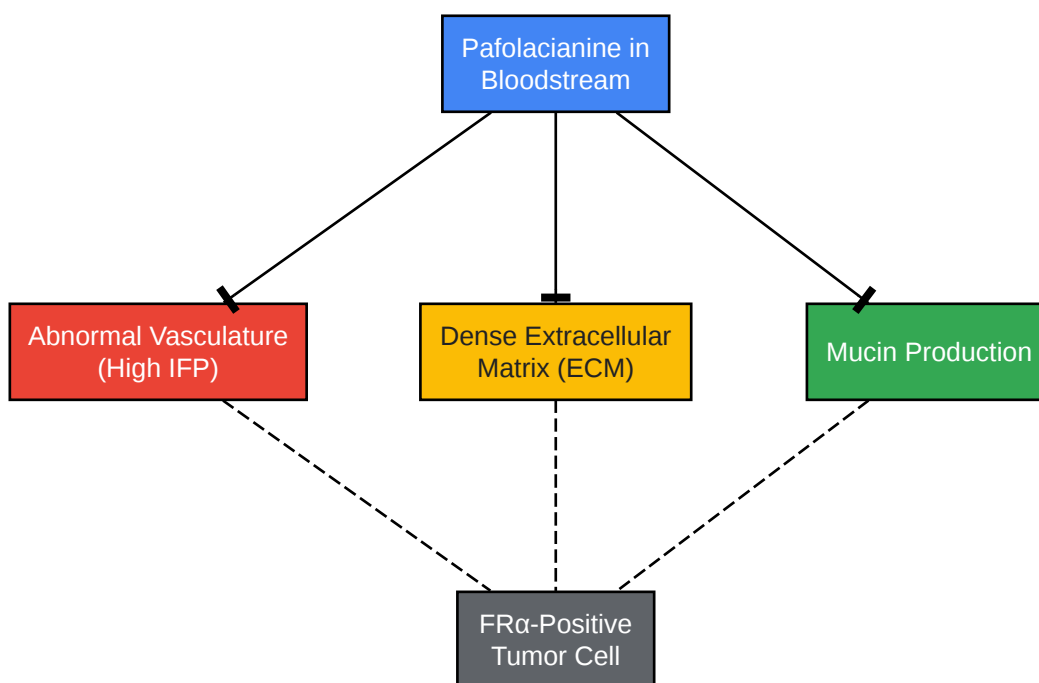 Pafolacianine in
Bloodstream
Abnormal Vasculature
(High IFP)
Dense Extracellular
Matrix (ECM)
Mucin Production
FRα-Positive
Tumor Cell